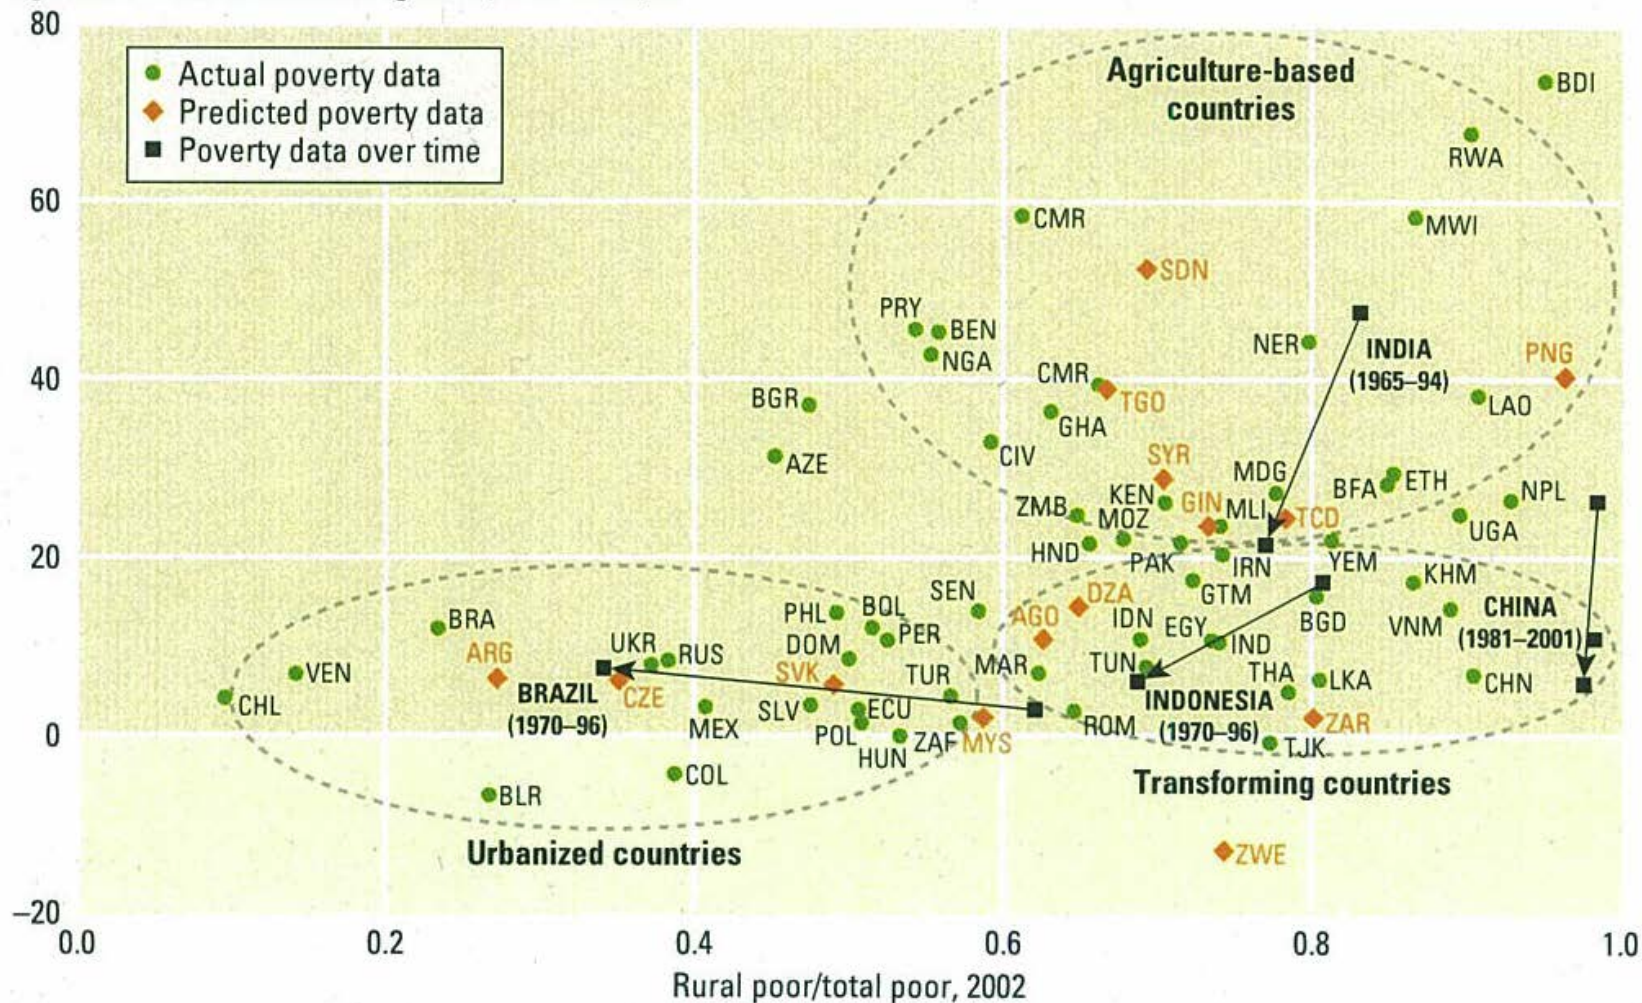 80
Actual poverty data
Predicted poverty data
Poverty data over time
Agriculture-based
countries
BDI
RWA
60
CMR
MWI
SDN
PRY
BEN
NGA
NER
INDIA
(1965–94)
PNG
40
CMR
TGO
BGR
LAO
GHA
AZE
CIV
SYR
MDG
KEN
GIN
MLI
BFA
ETH
NPL
ZMB
MOZ
TCD
UGA
HND
PAK
IRN
YEM
20
SEN
DZA
GTM
KHM
BRA
PHL
BOL
AGO
IDN
EGY
IND
BGD
VNM
CHINA
(1981–2001)
UKR
RUS
DOM
PER
ARG
VEN
SVK
TUR
MAR
TUN
THA
LKA
CHN
CHL
BRAZIL
(1970–96)
CZE
MEX
SLV
ECU
POL
HUN
ZAF
MYS
ROM
INDONESIA
(1970–96)
ZAR
TJK
0
COL
BLR
Transforming countries
Urbanized countries
ZWE
–20
0.0
0.2
0.4
0.6
0.8
1.0
Rural poor/total poor, 2002